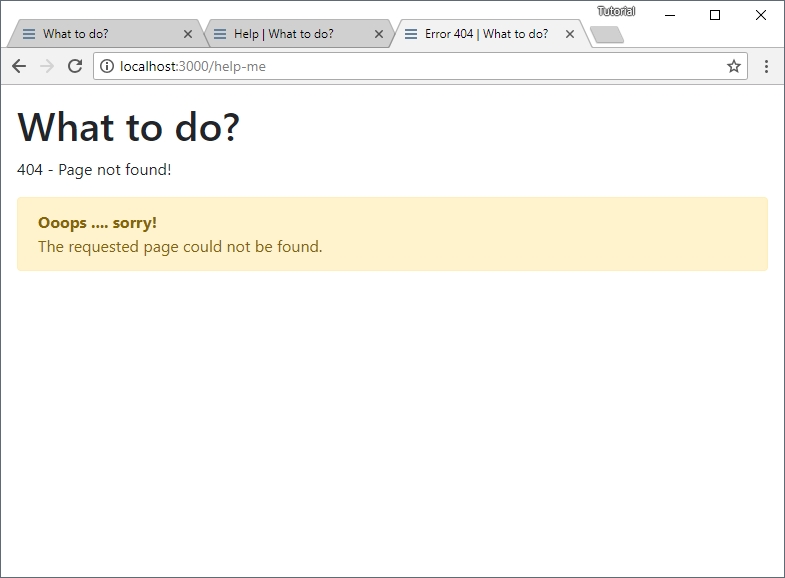 Tutorial
What to do?
Help | What to do?
Error 404 | What to do?
localhost:3000/help-me
What to do?
404 - Page not found!
Ooops .... sorry!
The requested page could not be found.